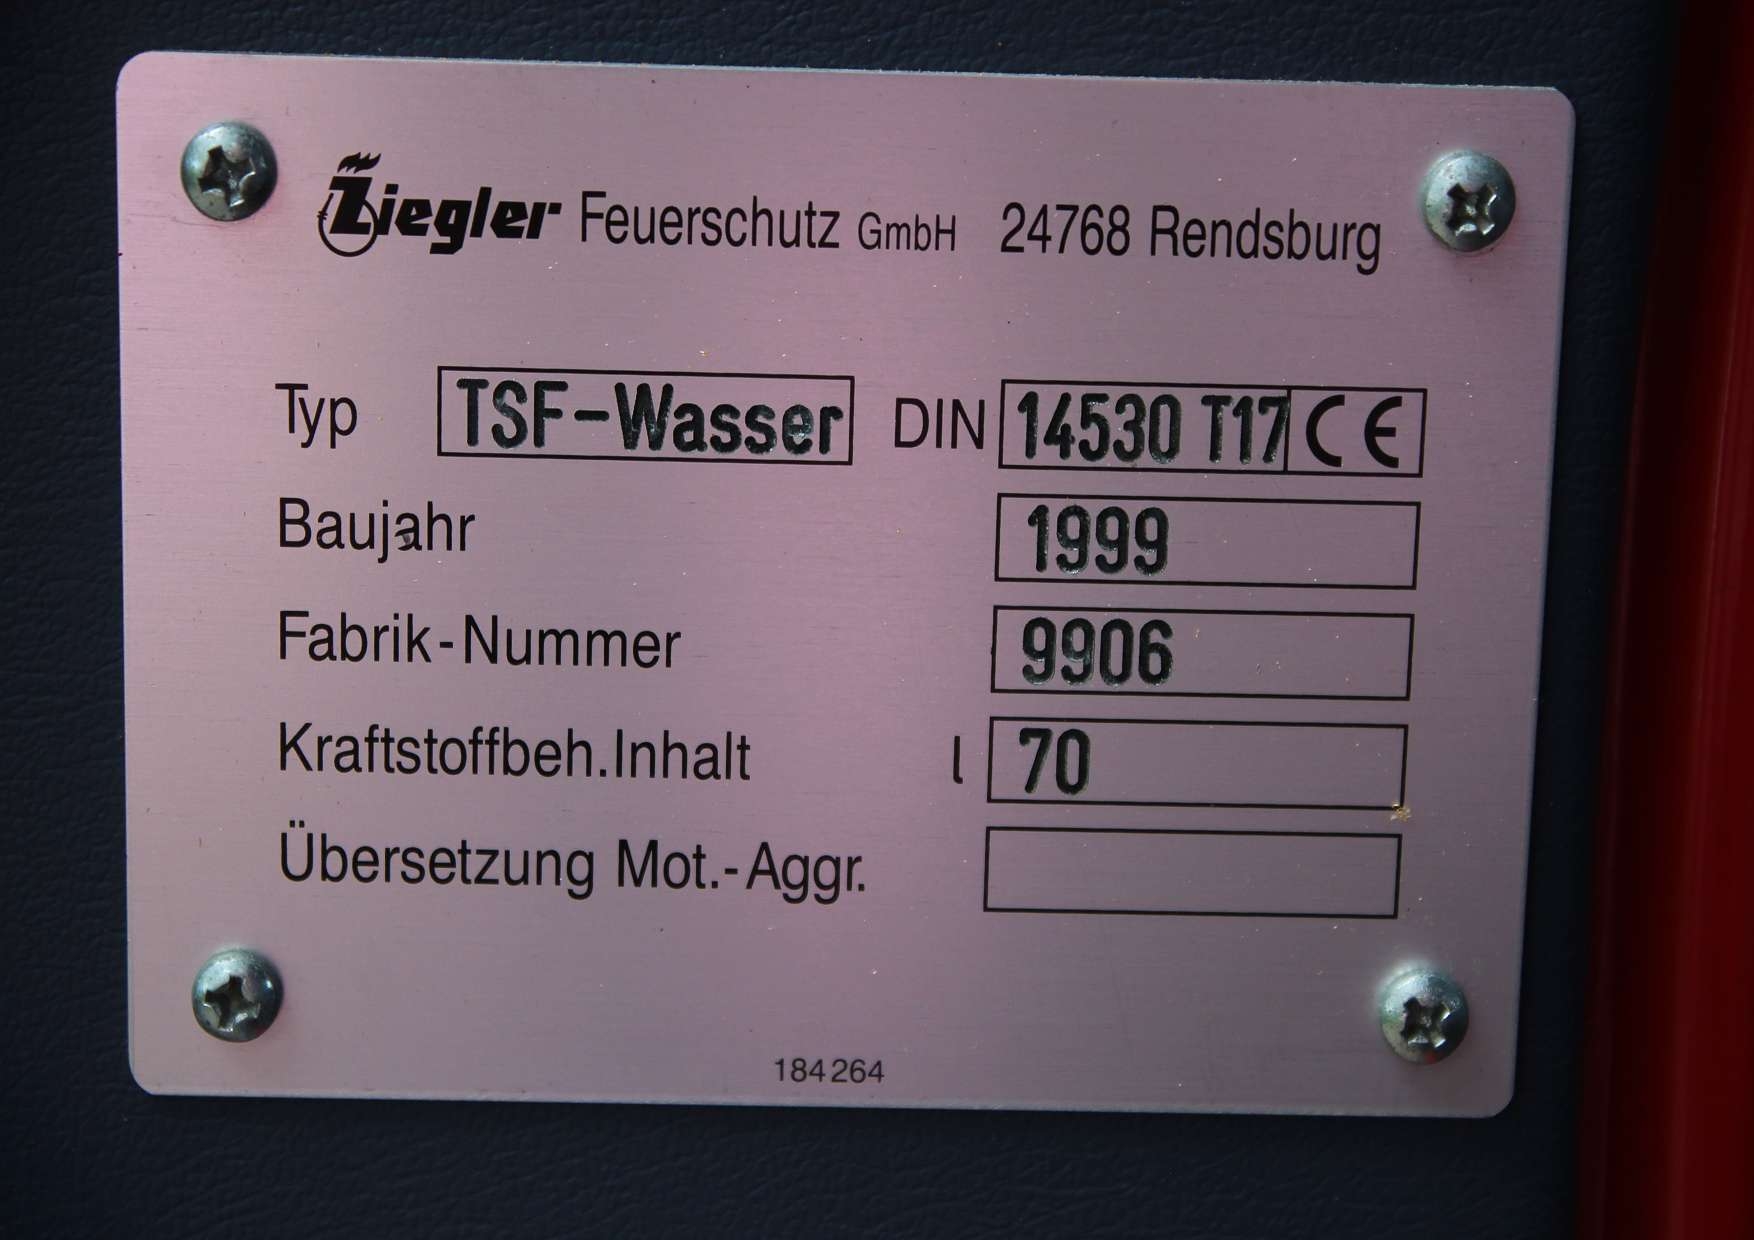 Ziegler Feuerschutz GmbH 24768 Rendsburg
Typ TSF-Wasser DIN 14530 T17 CE
Baujahr 1999
Fabrik-Nummer 9906
Kraftstoffbeh.Inhalt l 70
Übersetzung Mot.-Aggr.
184264